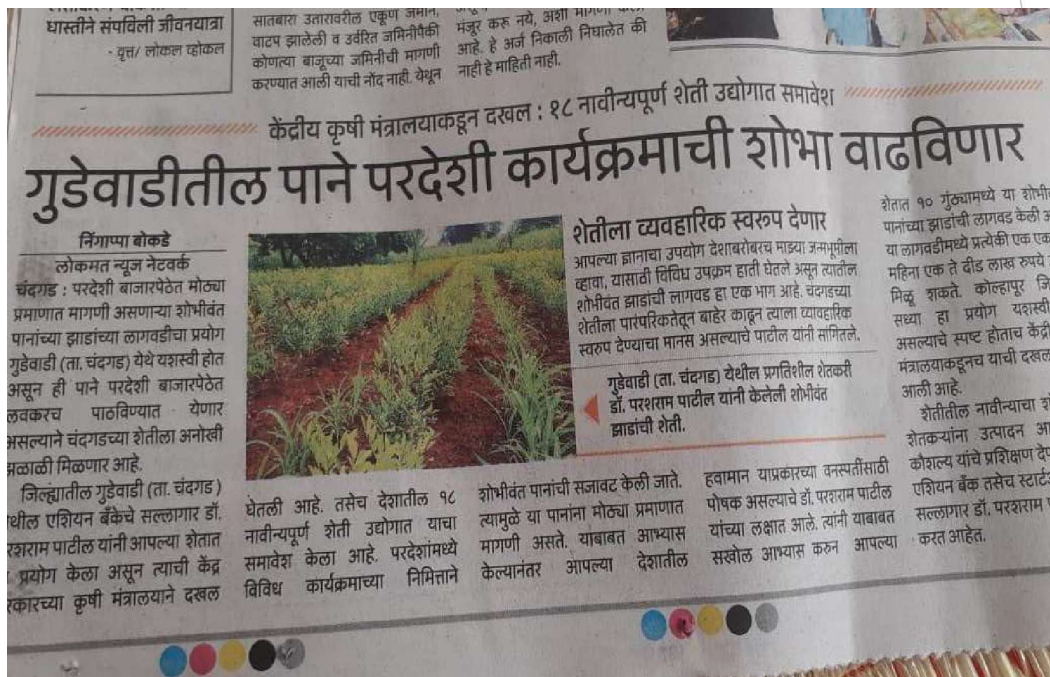 धास्तीने संपविली जीवनयात्रा
- वृत्त/ लोकल व्होकल
सातबारा उतारावरील एकूण जमीन,
वाटप झालेली व उर्वरित जमिनीपैकी
कोणत्या बाजूच्या जमिनीची मागणी
करण्यात आली याची नोंद नाही. येथून
मंजूर करू नये, अशी मागणी
आहे. हे अर्ज निकाली निघालेत की
नाही हे माहिती नाही.
केंद्रीय कृषी मंत्रालयाकडून दखल : १८ नावीन्यपूर्ण शेती उद्योगात समावेश
गुडेवाडीतील पाने परदेशी कार्यक्रमाची शोभा वाढविणार
निंगाप्पा बोकडे
लोकमत न्यूज नेटवर्क
चंदगड : परदेशी बाजारपेठेत मोठ्या
प्रमाणात मागणी असणाऱ्या शोभीवंत
पानांच्या झाडांच्या लागवडीचा प्रयोग
गुडेवाडी (ता. चंदगड) येथे यशस्वी होत
असून ही पाने परदेशी बाजारपेठेत
लवकरच पाठविण्यात येणार
असल्याने चंदगडच्या शेतीला अनोखी
झळाळी मिळणार आहे.
जिल्ह्यातील गुडेवाडी (ता. चंदगड)
येथील एशियन बँकेचे सल्लागार डॉ.
परशराम पाटील यांनी आपल्या शेतात
प्रयोग केला असून त्याची केंद्र
सरकारच्या कृषी मंत्रालयाने दखल
घेतली आहे. तसेच देशातील १८
नावीन्यपूर्ण शेती उद्योगात याचा
समावेश केला आहे. परदेशांमध्ये
विविध कार्यक्रमाच्या निमित्ताने
शोभीवंत पानांची सजावट केली जाते.
त्यामुळे या पानांना मोठ्या प्रमाणात
मागणी असते. याबाबत आभ्यास
केल्यानंतर आपल्या देशातील
हवामान याप्रकारच्या वनस्पतींसाठी
पोषक असल्याचे डॉ. परशराम पाटील
यांच्या लक्षात आले. त्यांनी याबाबत
सखोल आभ्यास करुन आपल्या
शेतात १० गुंठ्यामध्ये या शोभीवं
पानांच्या झाडांची लागवड केली
या लागवडीमध्ये प्रत्येकी एक एक
महिना एक ते दीड लाख रुपये
मिळू शकते. कोल्हापूर जि
सध्या हा प्रयोग यशस्वी
असल्याचे स्पष्ट होताच केंद्री
मंत्रालयाकडूनच याची दखल
आली आहे.
शेतीतील नावीन्याचा
शेतकऱ्यांना उत्पादन
कौशल्य यांचे प्रशिक्षण
एशियन बँक तसेच स्टार्ट
सल्लागार डॉ. परशराम
करत आहेत.
शेतीला व्यवहारिक स्वरूप देणार
आपल्या ज्ञानाचा उपयोग देशाबरोबरच माझ्या जन्मभूमीला
व्हावा, यासाठी विविध उपक्रम हाती घेतले असून त्यातील
शोभीवंत झाडांची लागवड हा एक भाग आहे. चंदगडच्या
शेतीला पारंपरिकतेतून बाहेर काढून त्याला व्यावहारिक
स्वरुप देण्याचा मानस असल्याचे पाटील यांनी सांगितले.
गुडेवाडी (ता. चंदगड) येथील प्रगतिशील शेतकरी
डॉ. परशराम पाटील यांनी केलेली शोभीवंत
झाडांची शेती.